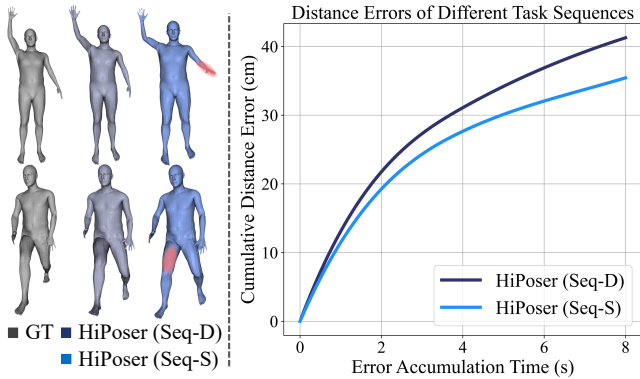 GT
HiPoser (Seq-D)
HiPoser (Seq-S)
Distance Errors of Different Task Sequences
Cumulative Distance Error (cm)
40
30
20
10
0
0 2 4 6 8
Error Accumulation Time (s)
HiPoser (Seq-D)
HiPoser (Seq-S)